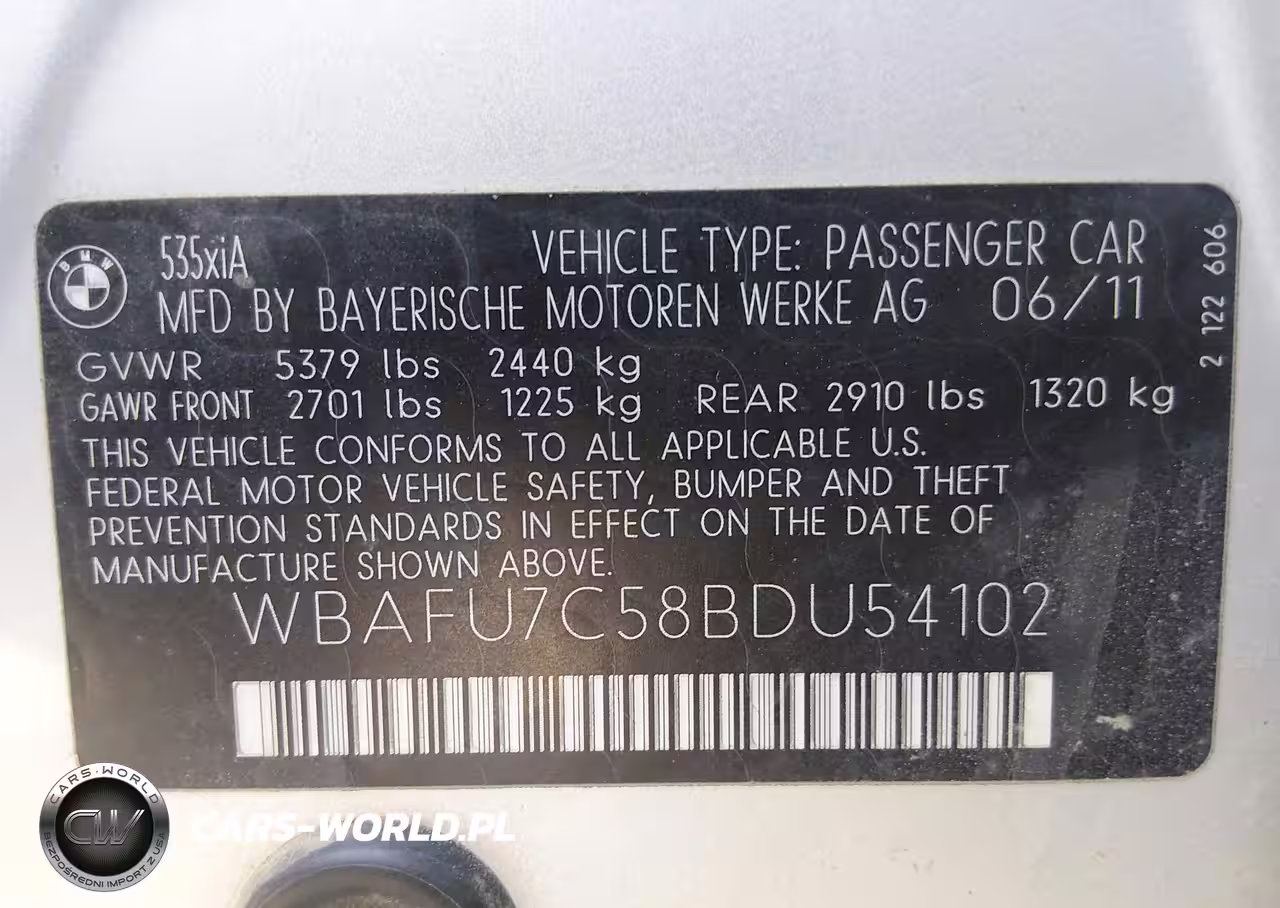 BMW
535xiA
VEHICLE TYPE: PASSENGER CAR
MFD BY BAYERISCHE MOTOREN WERKE AG 06/11
2 122 606
GVWR 5379 lbs 2440 kg
GAWR FRONT 2701 lbs 1225 kg REAR 2910 lbs 1320 kg
THIS VEHICLE CONFORMS TO ALL APPLICABLE U.S.
FEDERAL MOTOR VEHICLE SAFETY, BUMPER AND THEFT
PREVENTION STANDARDS IN EFFECT ON THE DATE OF
MANUFACTURE SHOWN ABOVE.
WBAFU7C58BDU54102
CARS-WORLD
CW
BEZPOŚREDNI IMPORT Z USA
CARS-WORLD.PL